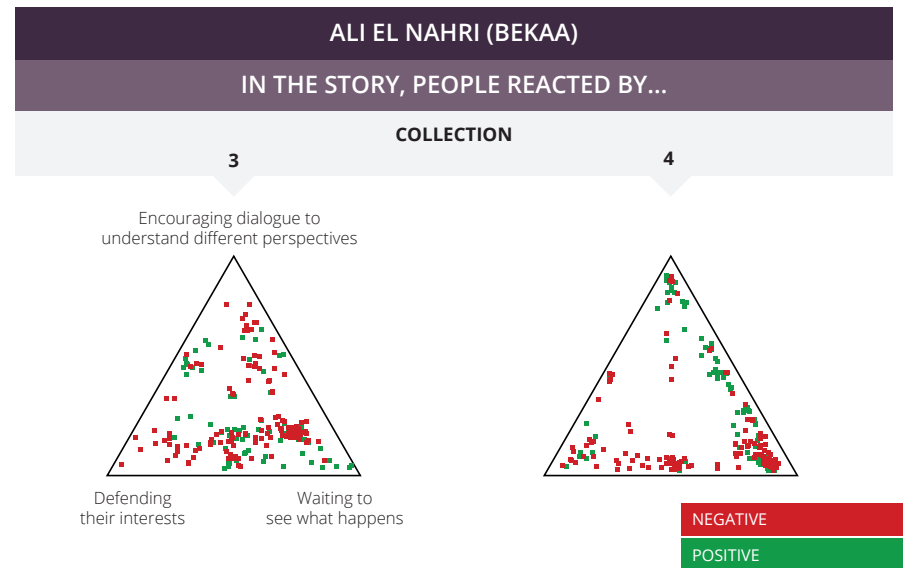 ALI EL NAHRI (BEKAA)
IN THE STORY, PEOPLE REACTED BY...
COLLECTION
3
4
Encouraging dialogue to
understand different perspectives
Defending
their interests
Waiting to
see what happens
NEGATIVE
POSITIVE